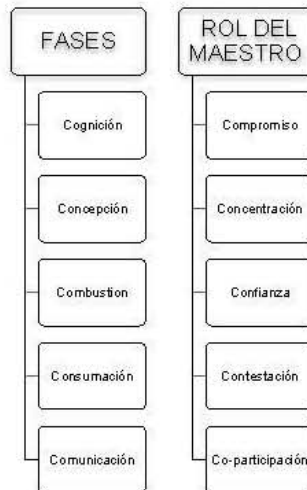 FASES
Cognición
Concepción
Combustion
Consumación
Comunicación
ROL DEL
MAESTRO
Compromiso
Concentración
Confianza
Contestación
Co-participación